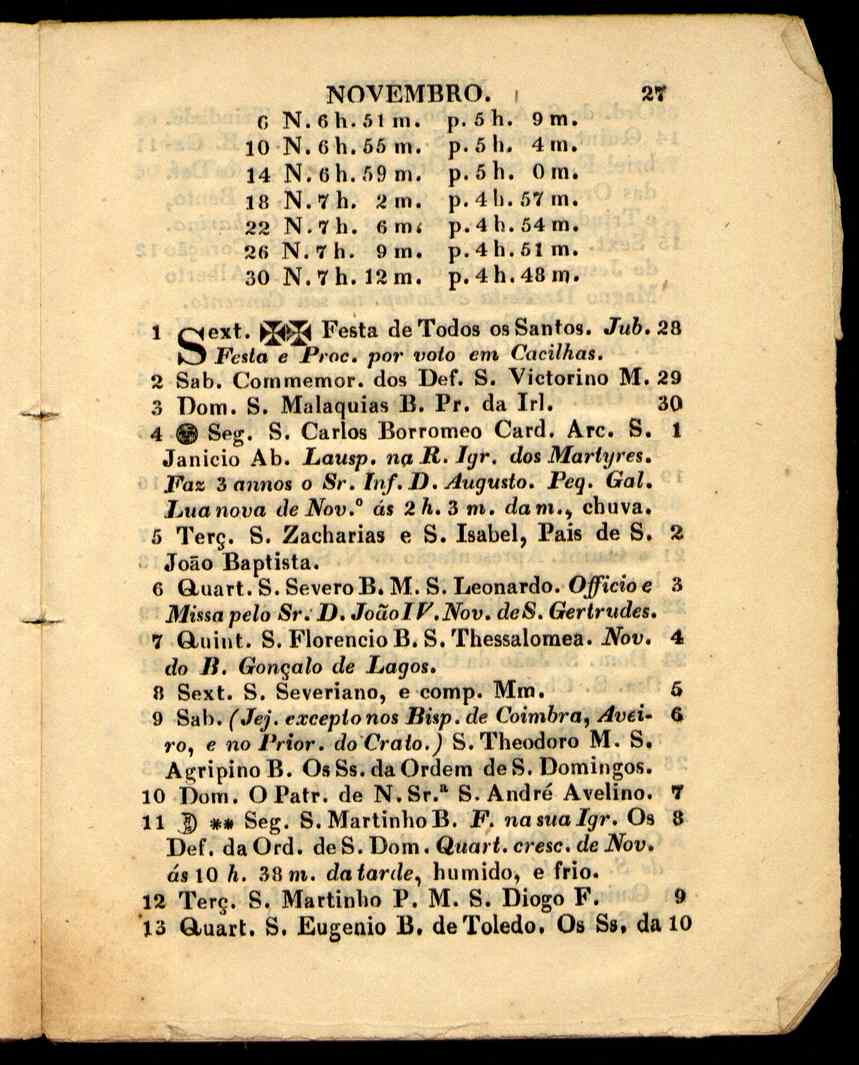 NOVEMBRO. 27
6 N. 6 h. 51 m. p. 5 h. 9 m.
10 N. 6 h. 55 m. p. 5 h. 4 m.
14 N. 6 h. 59 m. p. 5 h. 0 m.
18 N. 7 h. 2 m. p. 4 h. 57 m.
22 N. 7 h. 6 m. p. 4 h. 54 m.
26 N. 7 h. 9 m. p. 4 h. 51 m.
30 N. 7 h. 12 m. p. 4 h. 48 m.
1 Sext. ✠✠ Festa de Todos os Santos. Jub. 28
Festa e Proc. por voto em Cacilhas.
2 Sab. Commemor. dos Def. S. Victorino M. 29
3 Dom. S. Malaquias B. Pr. da Irl. 30
4 Seg. S. Carlos Borromeo Card. Arc. S. 1
Janicio Ab. Lausp. na R. Igr. dos Martyres.
Faz 3 annos o Sr. Inf. D. Augusto. Peq. Gal.
Lua nova de Nov.º ás 2 h. 3 m. da m., chuva.
5 Terç. S. Zacharias e S. Isabel, Pais de S. 2
João Baptista.
6 Quart. S. Severo B. M. S. Leonardo. Officio e 3
Missa pelo Sr. D. João IV. Nov. de S. Gertrudes.
7 Quint. S. Florencio B. S. Thessalomea. Nov. 4
do B. Gonçalo de Lagos.
8 Sext. S. Severiano, e comp. Mm. 5
9 Sab. (Jej. excepto nos Bisp. de Coimbra, Avei- 6
ro, e no Prior. do Crato.) S. Theodoro M. S.
Agripino B. Os Ss. da Ordem de S. Domingos.
10 Dom. O Patr. de N. Sr.ª S. André Avelino. 7
11 ☽ ** Seg. S. Martinho B. F. na sua Igr. Os 8
Def. da Ord. de S. Dom. Quart. cresc. de Nov.
ás 10 h. 38 m. da tarde, humido, e frio.
12 Terç. S. Martinho P. M. S. Diogo F. 9
13 Quart. S. Eugenio B. de Toledo. Os Ss. da 10